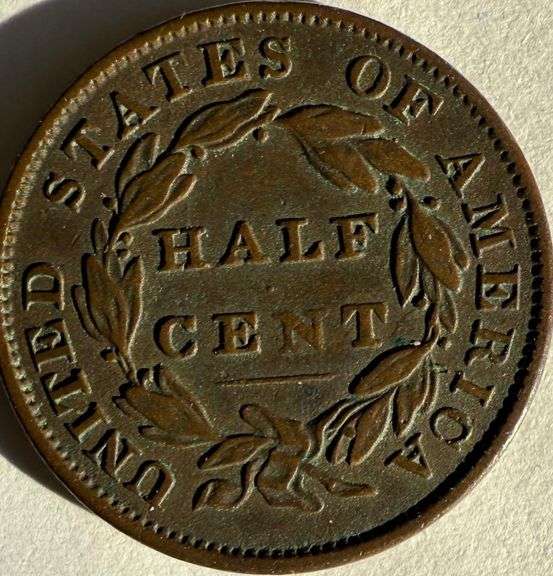 UNITED STATES OF AMERICA
HALF
CENT